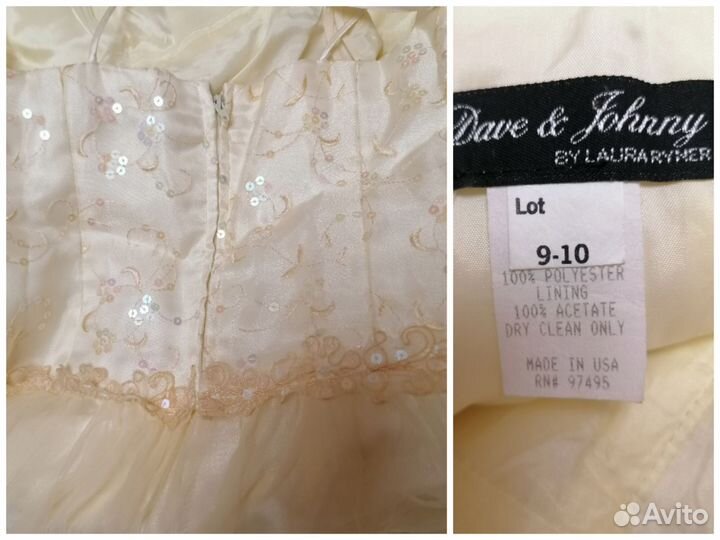 Dave & Johnny
BY LAURA RYNER
Lot
9-10
100% POLYESTER
LINING
100% ACETATE
DRY CLEAN ONLY
MADE IN USA
RN# 97495
Avito